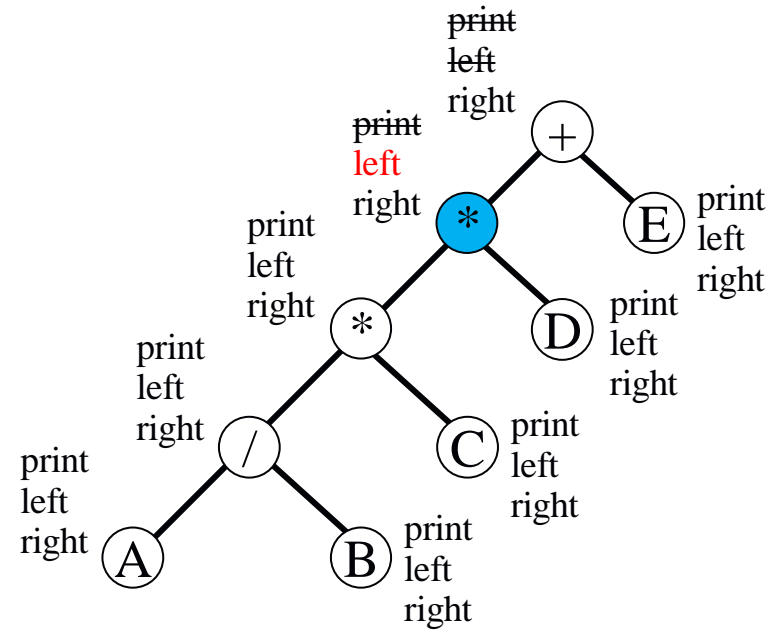 print
left
right
+
print
left
right
*
E
print
left
right
print
left
right
*
D
print
left
right
print
left
right
/
C
print
left
right
print
left
right
A
B
print
left
right